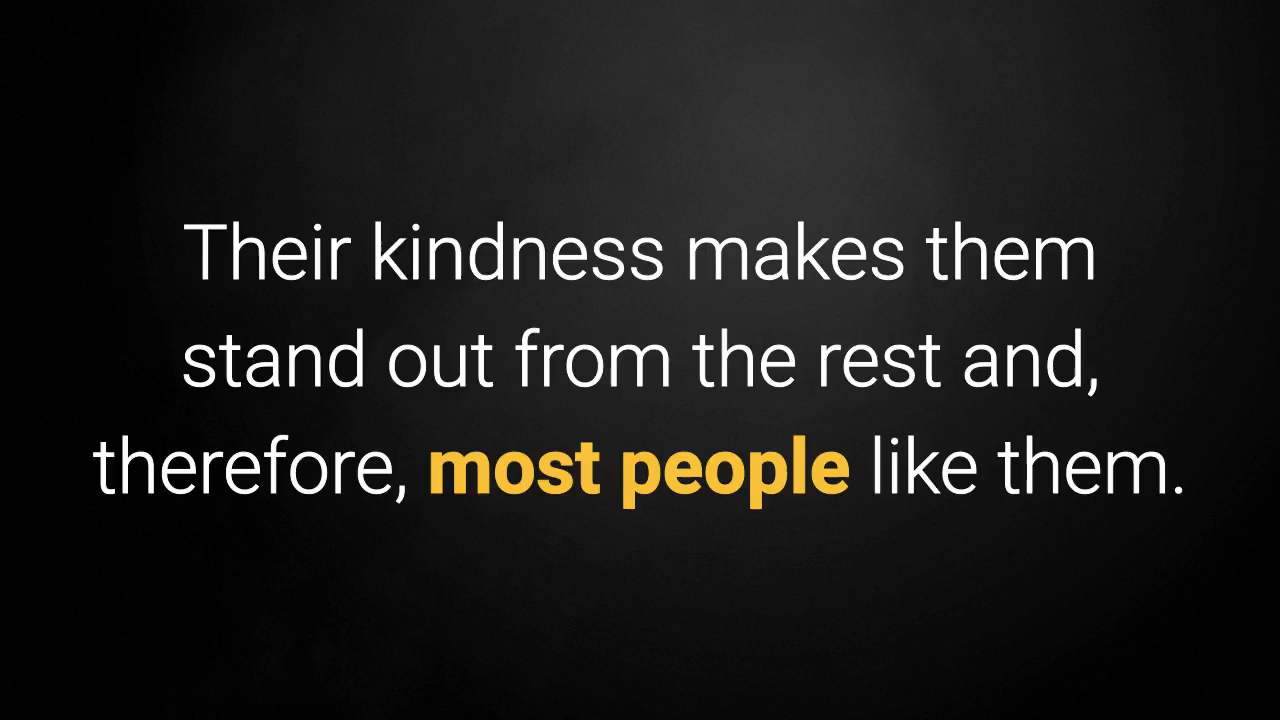 Their kindness makes them
stand out from the rest and,
therefore, most people like them.